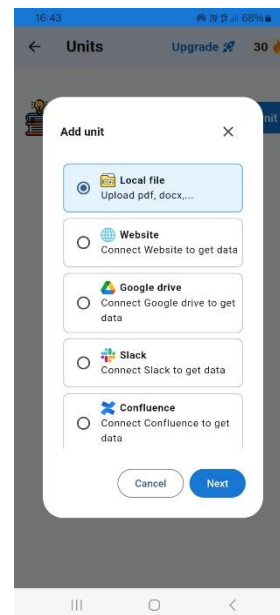 16:43
68%
Units
Upgrade
30
nit
Add unit
Local file
Upload pdf, docx,...
Website
Connect Website to get data
Google drive
Connect Google drive to get
data
Slack
Connect Slack to get data
Confluence
Connect Confluence to get
data
Cancel
Next